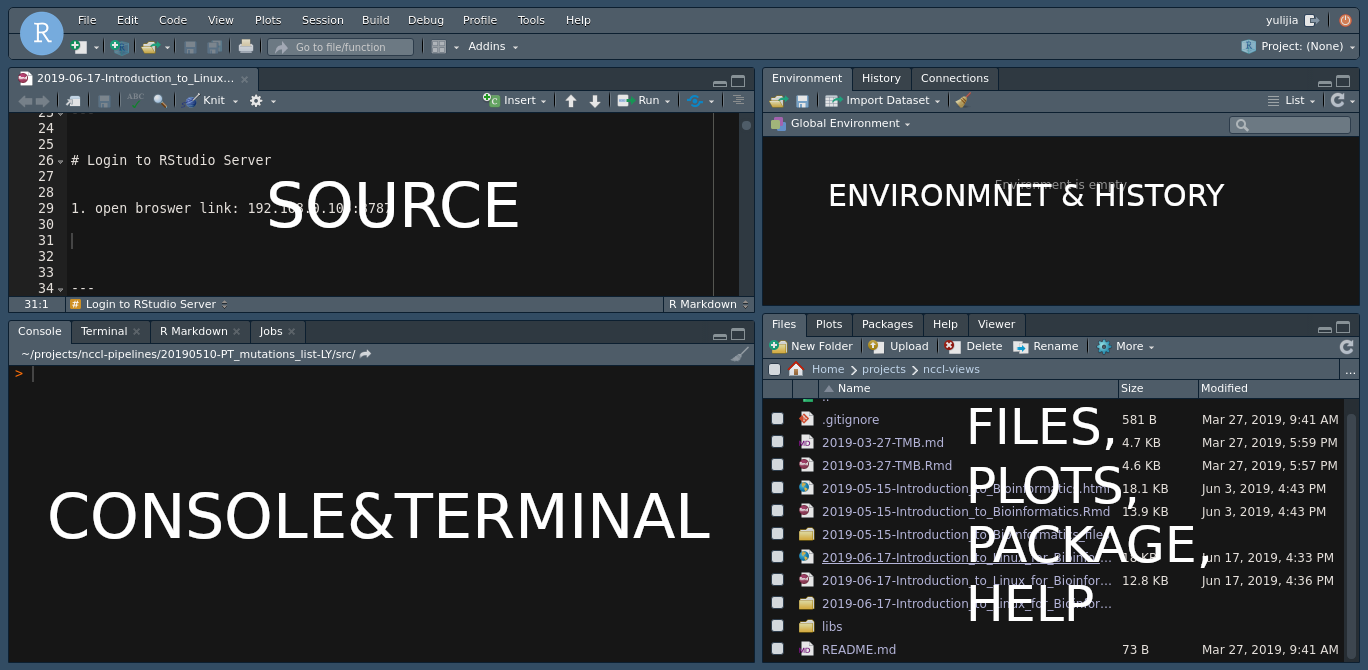 File Edit Code View Plots Session Build Debug Profile Tools Help yulijia
R
Go to file/function Addins Project: (None)
2019-06-17-Introduction_to_Linux...
ABC Knit Insert Run
24
25
26 # Login to RStudio Server
27
28
29 1. open broswer link: 192.168.0.10
30
31
32
33
34 ---
SOURCE
31:1 # Login to RStudio Server R Markdown
Console Terminal R Markdown Jobs
~/projects/nccl-pipelines/20190510-PT_mutations_list-LY/src/
>
CONSOLE&TERMINAL
Environment History Connections
Import Dataset List
Global Environment
Environment is empty
ENVIRONMNET & HISTORY
Files Plots Packages Help Viewer
New Folder Upload Delete Rename More
Home projects nccl-views ...
Name Size Modified
..
.gitignore 581 B Mar 27, 2019, 9:41 AM
2019-03-27-TMB.md 4.7 KB Mar 27, 2019, 5:59 PM
2019-03-27-TMB.Rmd 4.6 KB Mar 27, 2019, 5:57 PM
2019-05-15-Introduction_to_Bioinformatics.html 18.1 KB Jun 3, 2019, 4:43 PM
2019-05-15-Introduction_to_Bioinformatics.Rmd 13.9 KB Jun 3, 2019, 4:43 PM
2019-05-15-Introduction_to_Bioinformatics_files
2019-06-17-Introduction_to_Linux_for_Bioinfor... 18 KB Jun 17, 2019, 4:33 PM
2019-06-17-Introduction_to_Linux_for_Bioinfor... 12.8 KB Jun 17, 2019, 4:36 PM
2019-06-17-Introduction_to_Linux_for_Bioinfor...
libs
README.md 73 B Mar 27, 2019, 9:41 AM
FILES,
PLOTS,
PACKAGE,
HELP